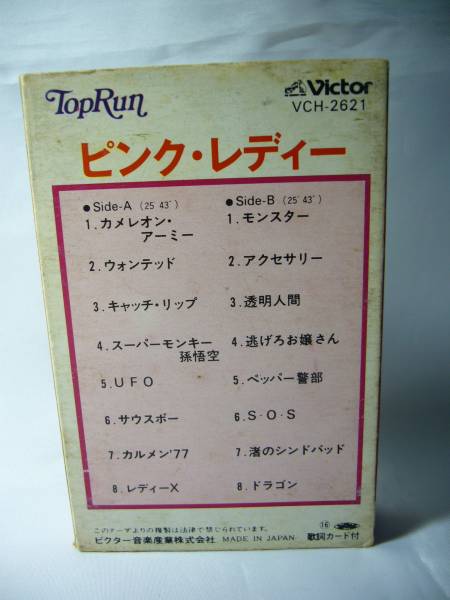 TopRun
Victor
VCH-2621
ピンク・レディー
●Side-A (25′43″)
1.カメレオン・
アーミー
2.ウォンテッド
3.キャッチ・リップ
4.スーパーモンキー
孫悟空
5.UFO
6.サウスポー
7.カルメン'77
8.レディーX
●Side-B (25′43″)
1.モンスター
2.アクセサリー
3.透明人間
4.逃げろお嬢さん
5.ペッパー警部
6.S・O・S
7.渚のシンドバッド
8.ドラゴン
このテープよりの複製は法律で禁じられています。
ビクター音楽産業株式会社 MADE IN JAPAN
⑯
歌詞カード付